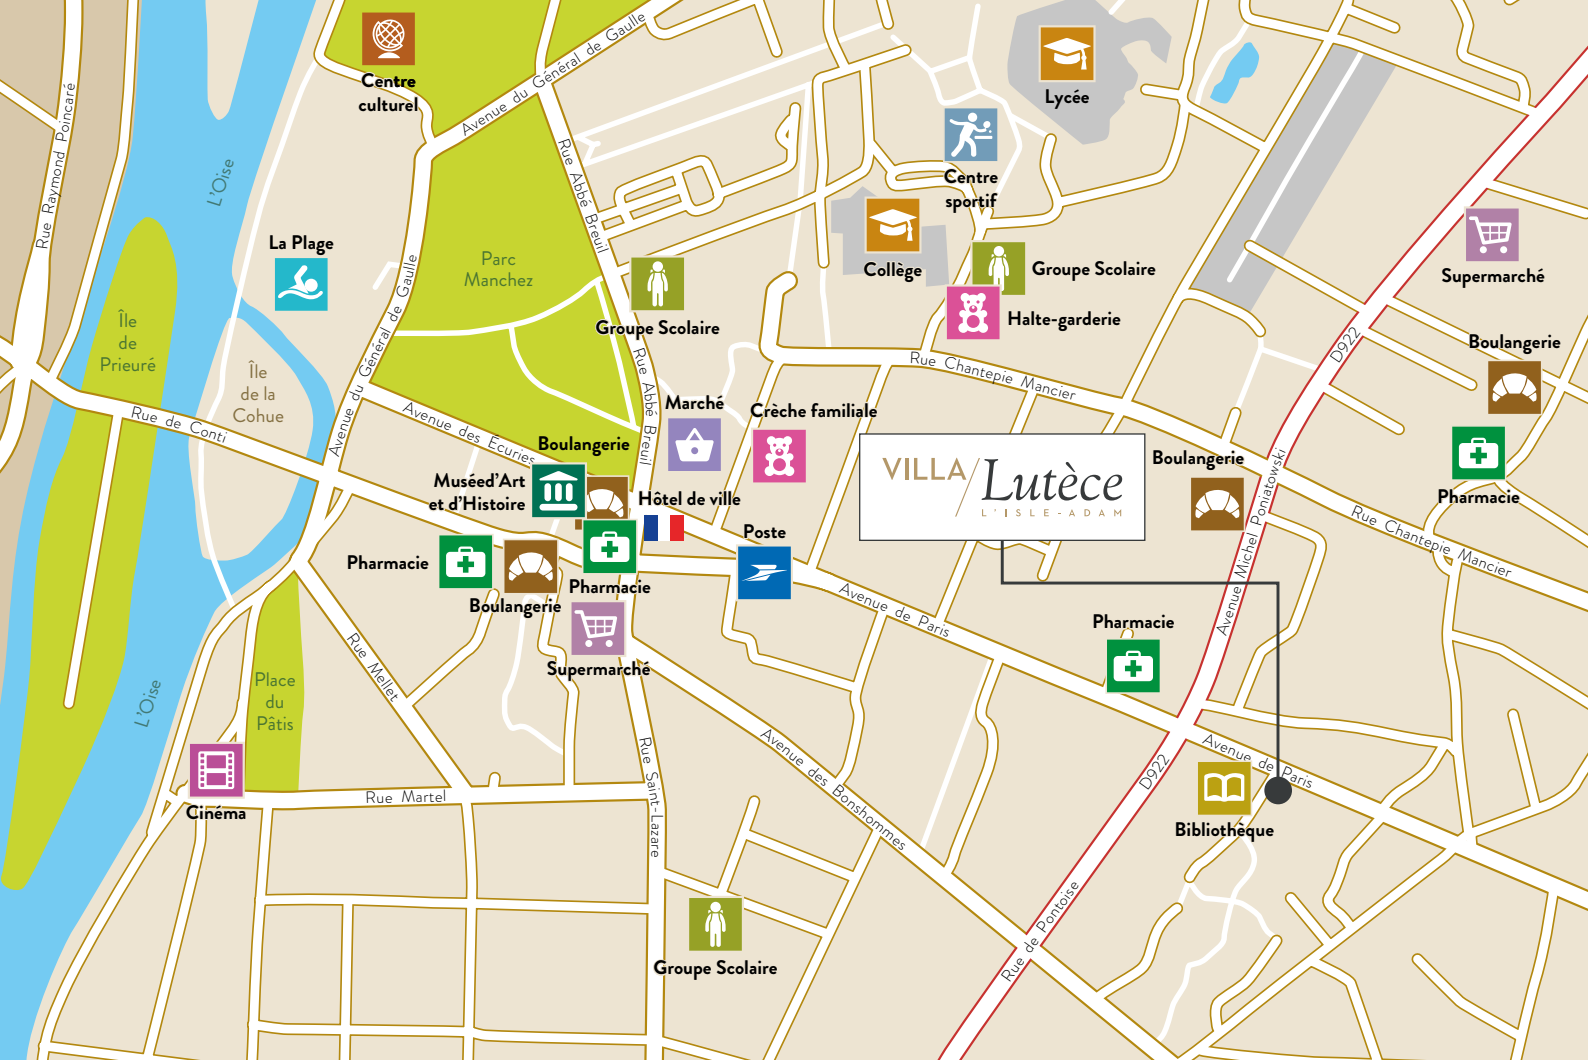 Centre
culturel
Lycée
Avenue du Général de Gaulle
Rue Raymond Poincaré
L'Oise
Rue Abbé Breuil
Centre
sportif
La Plage
Parc
Manchez
Collège
Groupe Scolaire
Supermarché
Groupe Scolaire
Halte-garderie
Île
de
Prieuré
Avenue du Général de Gaulle
D922
Boulangerie
Île
de la
Cohue
Rue Abbé Breuil
Rue Chantepie Mancier
Rue de Conti
Avenue des Écuries
Marché
Crèche familiale
Boulangerie
VILLA Lutèce
L'ISLE-ADAM
Boulangerie
Pharmacie
Muséed'Art
et d'Histoire
Hôtel de ville
Poste
Avenue Michel Poniatowski
Rue Chantepie Mancier
Pharmacie
Boulangerie
Pharmacie
Avenue de Paris
Pharmacie
Supermarché
Rue Mellet
L'Oise
Place
du
Pâtis
Rue Saint-Lazare
Avenue des Bonshommes
D922
Avenue de Paris
Cinéma
Rue Martel
Bibliothèque
Rue de Pontoise
Groupe Scolaire